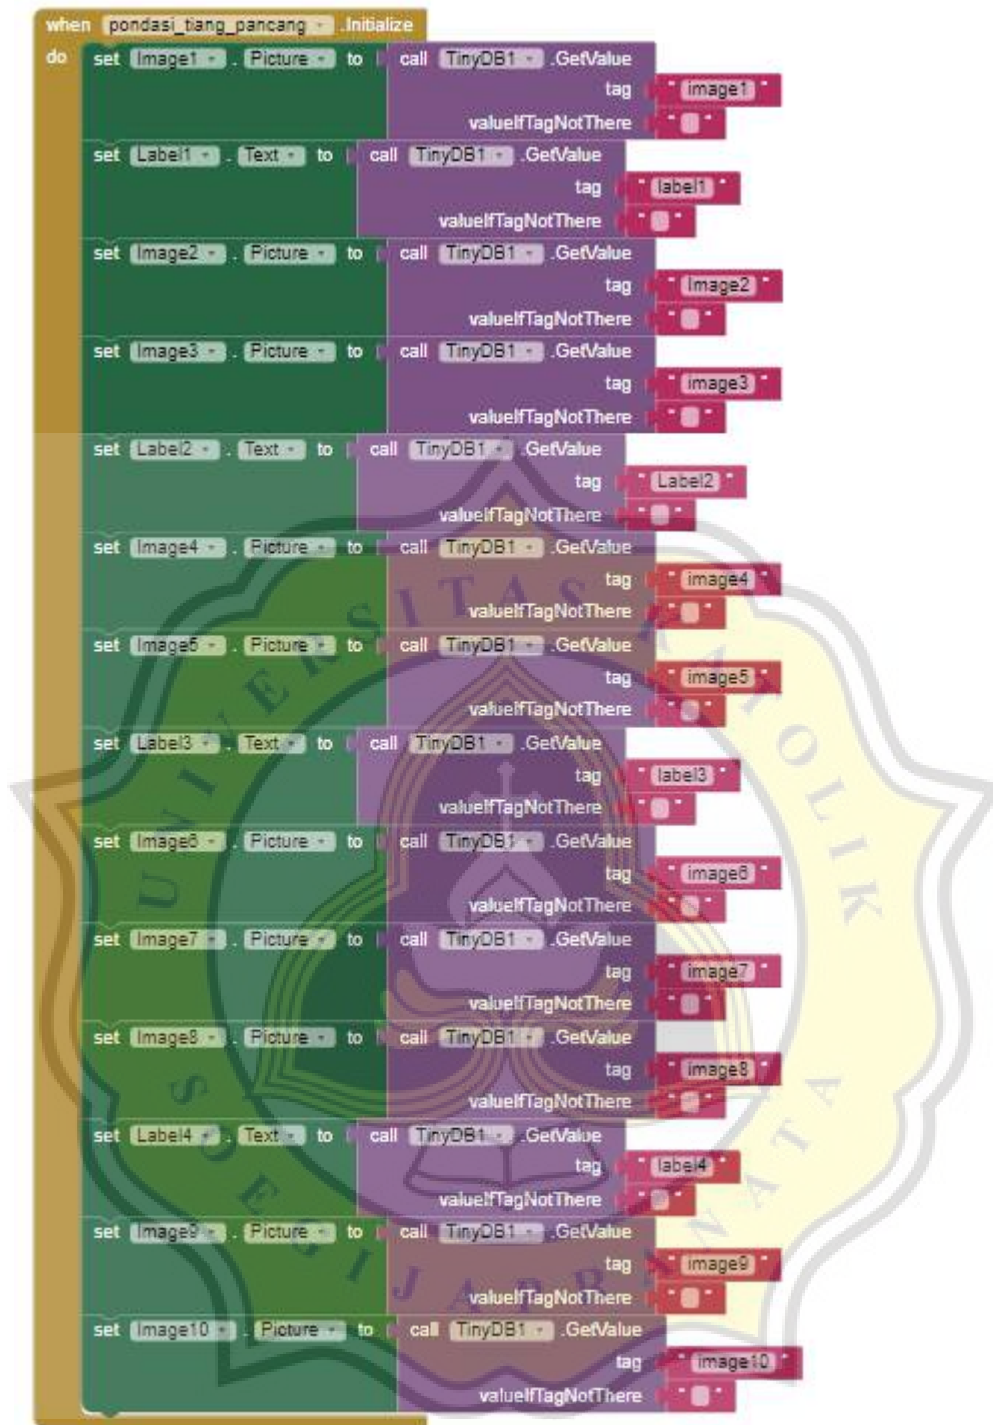 when pondasi_tiang_pancang .Initialize
do set Image1 . Picture to call TinyDB1 .GetValue
tag " image1 "
valueIfTagNotThere " "
set Label1 . Text to call TinyDB1 .GetValue
tag " label1 "
valueIfTagNotThere " "
set Image2 . Picture to call TinyDB1 .GetValue
tag " Image2 "
valueIfTagNotThere " "
set Image3 . Picture to call TinyDB1 .GetValue
tag " image3 "
valueIfTagNotThere " "
set Label2 . Text to call TinyDB1 .GetValue
tag " Label2 "
valueIfTagNotThere " "
set Image4 . Picture to call TinyDB1 .GetValue
tag " image4 "
valueIfTagNotThere " "
set Image5 . Picture to call TinyDB1 .GetValue
tag " image5 "
valueIfTagNotThere " "
set Label3 . Text to call TinyDB1 .GetValue
tag " label3 "
valueIfTagNotThere " "
set Image6 . Picture to call TinyDB1 .GetValue
tag " image6 "
valueIfTagNotThere " "
set Image7 . Picture to call TinyDB1 .GetValue
tag " image7 "
valueIfTagNotThere " "
set Image8 . Picture to call TinyDB1 .GetValue
tag " image8 "
valueIfTagNotThere " "
set Label4 . Text to call TinyDB1 .GetValue
tag " label4 "
valueIfTagNotThere " "
set Image9 . Picture to call TinyDB1 .GetValue
tag " image9 "
valueIfTagNotThere " "
set Image10 . Picture to call TinyDB1 .GetValue
tag " image10 "
valueIfTagNotThere " "
UNIVERSITAS KATOLIK
SOEGIJAPRANATA